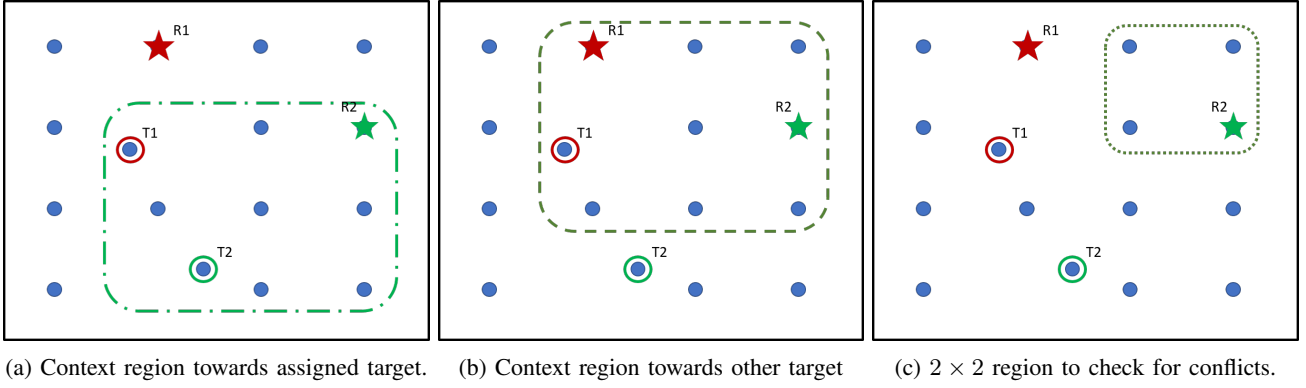 R1
R2
T1
T2
R1
R2
T1
T2
R1
R2
T1
T2
(a) Context region towards assigned target.
(b) Context region towards other target
(c) 2 × 2 region to check for conflicts.